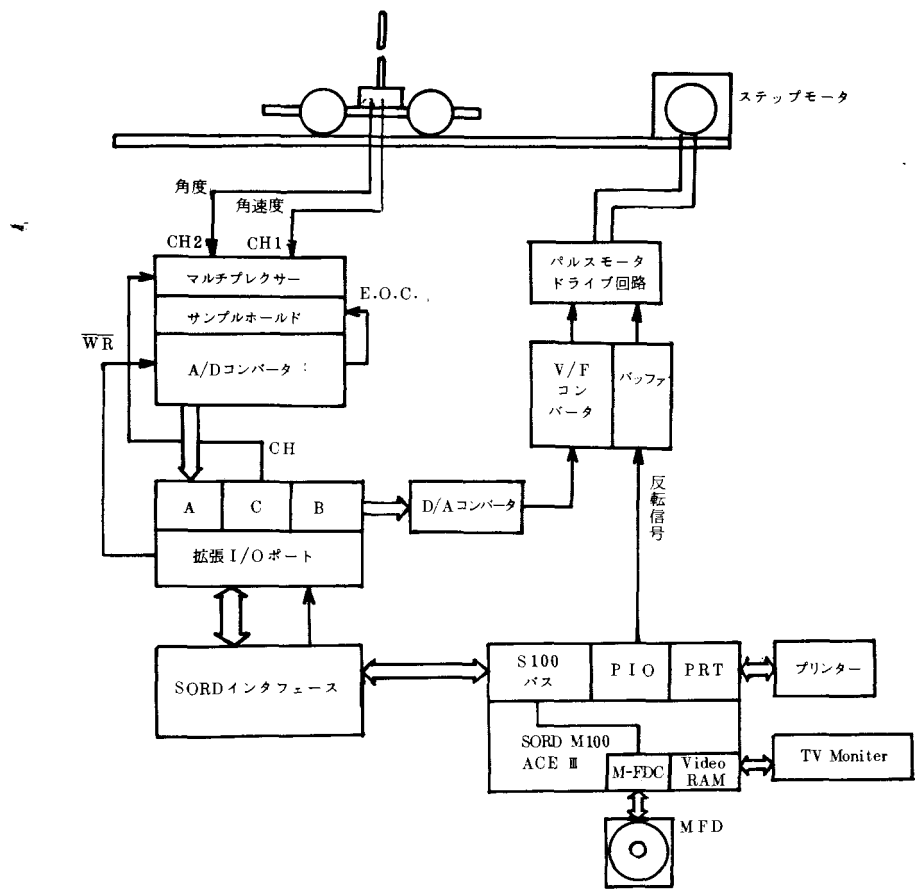 ステップモータ
角度
角速度
CH2
CH1
マルチプレクサー
サンプルホールド
A/Dコンバータ
E.O.C.
WR
パルスモータ
ドライブ回路
V/F
コン
バータ
バッファ
CH
A
C
B
拡張I/Oポート
D/Aコンバータ
反転信号
SORDインタフェース
S100
バス
PIO
PRT
プリンター
SORD M100
ACE Ⅲ
M-FDC
Video
RAM
TV Moniter
MFD